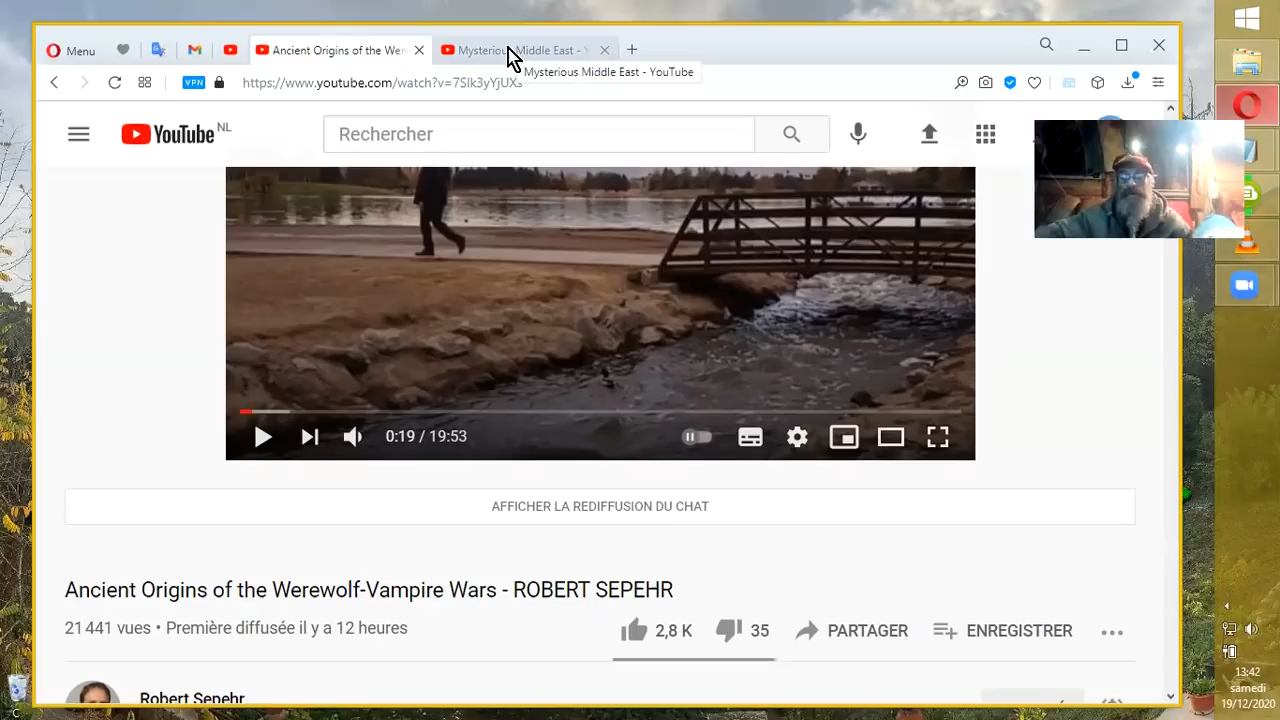 Menu
Ancient Origins of the Wer
Mysterious Middle East - Y
Mysterious Middle East - YouTube
VPN
https://www.youtube.com/watch?v=7Slk3yYjUXs
YouTube NL
Rechercher
0:19 / 19:53
AFFICHER LA REDIFFUSION DU CHAT
Ancient Origins of the Werewolf-Vampire Wars - ROBERT SEPEHR
21 441 vues • Première diffusée il y a 12 heures
2,8 K
35
PARTAGER
ENREGISTRER
Robert Sepehr
13:42
samedi
19/12/2020